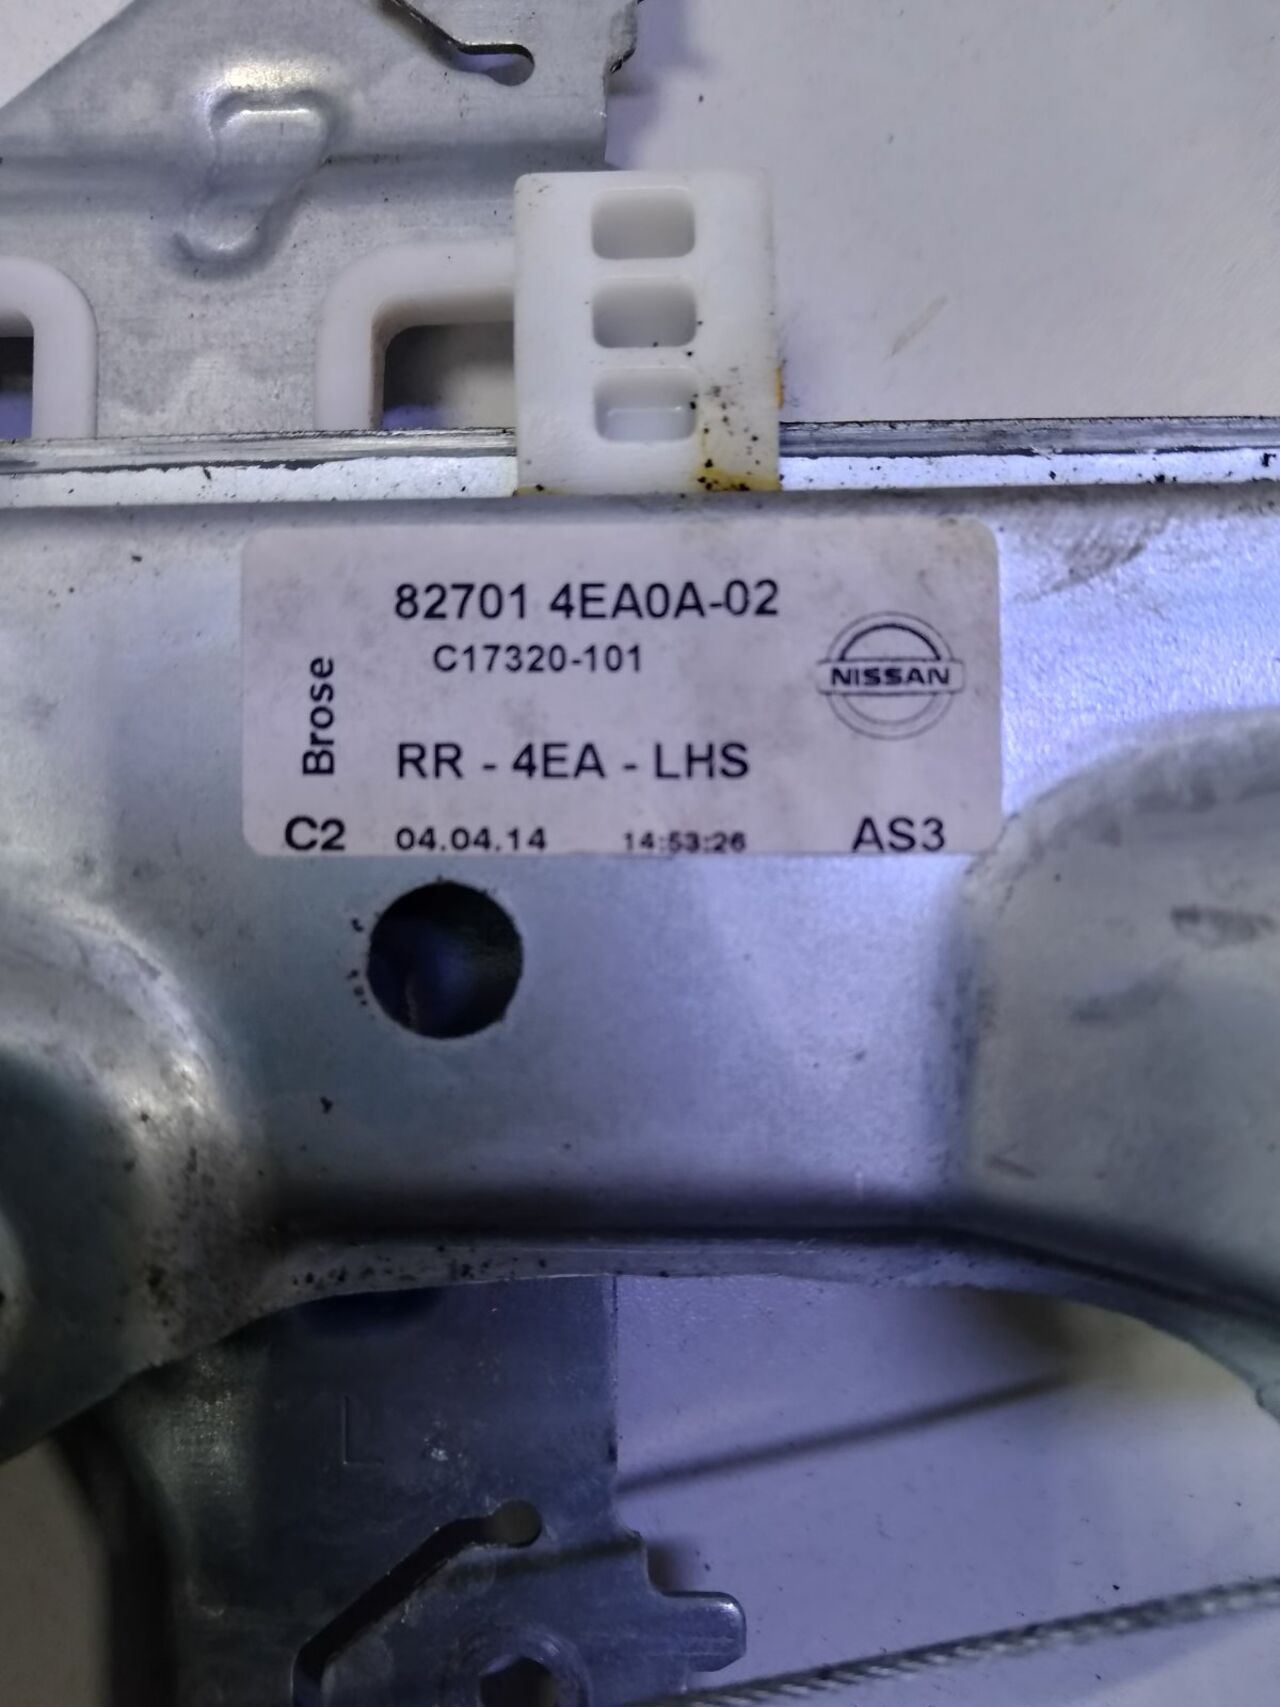 82701 4EA0A-02
C17320-101
NISSAN
Brose
RR - 4EA - LHS
C2 04.04.14 14:53:26 AS3
L